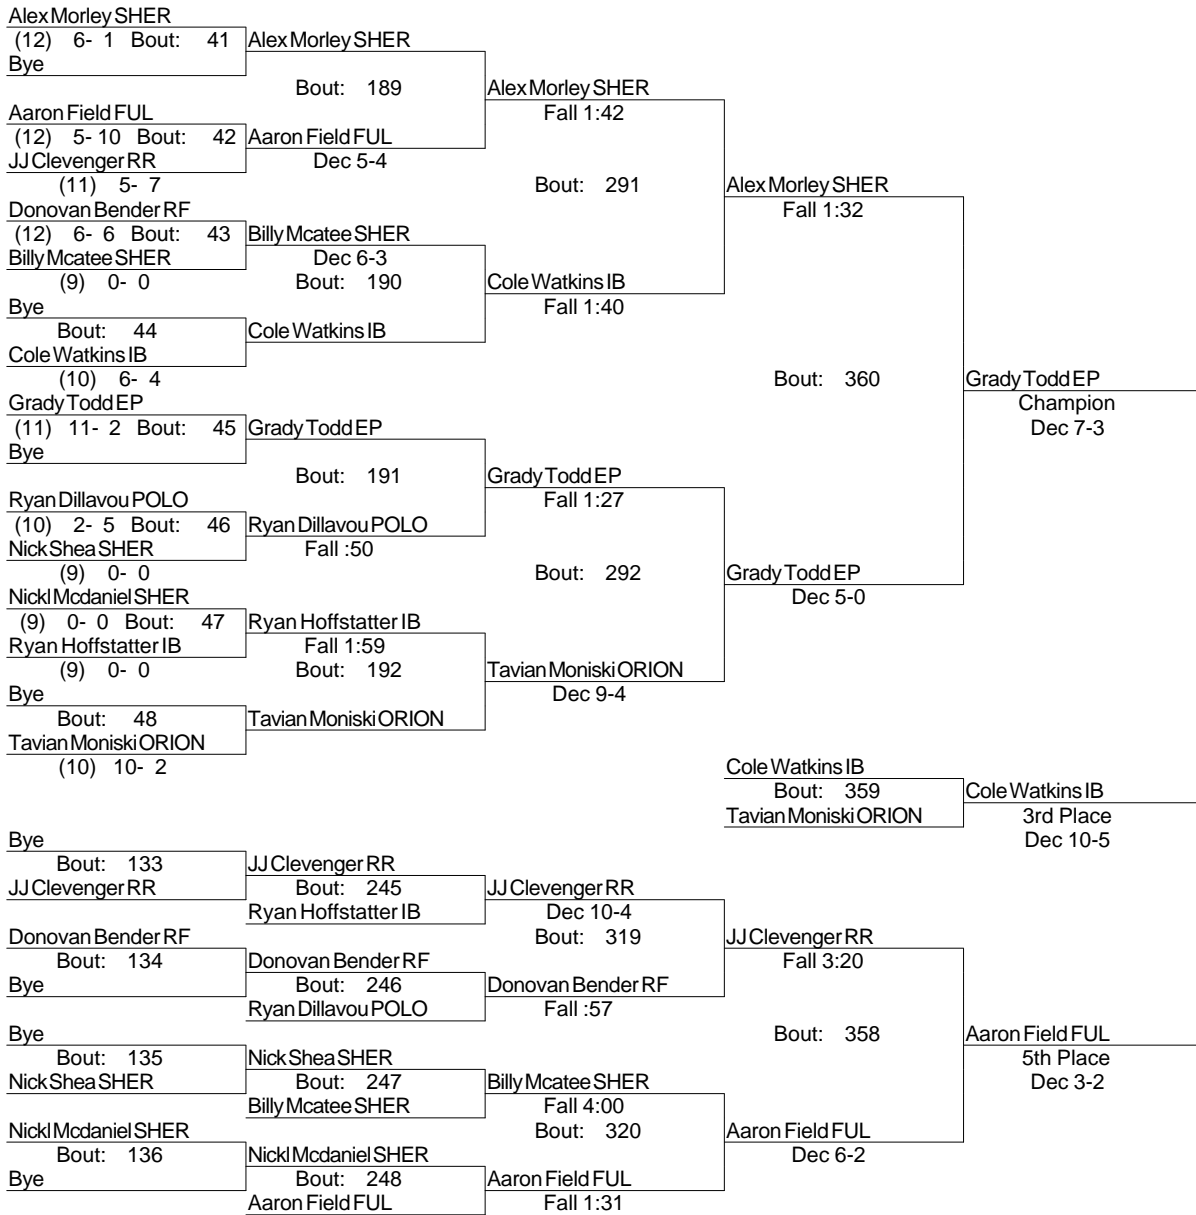 Alex Morley SHER
(12) 6- 1 Bout: 41 Alex Morley SHER
Bye
Bout: 189 Alex Morley SHER
Aaron Field FUL Fall 1:42
(12) 5- 10 Bout: 42 Aaron Field FUL
JJ Clevenger RR Dec 5-4
(11) 5- 7 Bout: 291 Alex Morley SHER
Donovan Bender RF Fall 1:32
(12) 6- 6 Bout: 43 Billy Mcatee SHER
Billy Mcatee SHER Dec 6-3
(9) 0- 0 Bout: 190 Cole Watkins IB
Bye Fall 1:40
Bout: 44 Cole Watkins IB
Cole Watkins IB
(10) 6- 4 Bout: 360 Grady Todd EP
Grady Todd EP Champion
(11) 11- 2 Bout: 45 Grady Todd EP Dec 7-3
Bye
Bout: 191 Grady Todd EP
Ryan Dillavou POLO Fall 1:27
(10) 2- 5 Bout: 46 Ryan Dillavou POLO
Nick Shea SHER Fall :50
(9) 0- 0 Bout: 292 Grady Todd EP
Nickl Mcdaniel SHER Dec 5-0
(9) 0- 0 Bout: 47 Ryan Hoffstatter IB
Ryan Hoffstatter IB Fall 1:59
(9) 0- 0 Bout: 192 Tavian Moniski ORION
Bye Dec 9-4
Bout: 48 Tavian Moniski ORION
Tavian Moniski ORION
(10) 10- 2 Cole Watkins IB
Bout: 359 Cole Watkins IB
Tavian Moniski ORION 3rd Place
Bye Dec 10-5
Bout: 133 JJ Clevenger RR
JJ Clevenger RR Bout: 245 JJ Clevenger RR
Ryan Hoffstatter IB Dec 10-4
Donovan Bender RF Bout: 319 JJ Clevenger RR
Bout: 134 Donovan Bender RF Fall 3:20
Bye Bout: 246 Donovan Bender RF
Ryan Dillavou POLO Fall :57
Bye Bout: 358 Aaron Field FUL
Bout: 135 Nick Shea SHER 5th Place
Nick Shea SHER Bout: 247 Billy Mcatee SHER Dec 3-2
Billy Mcatee SHER Fall 4:00
Nickl Mcdaniel SHER Bout: 320 Aaron Field FUL
Bout: 136 Nickl Mcdaniel SHER Dec 6-2
Bye Bout: 248 Aaron Field FUL
Aaron Field FUL Fall 1:31